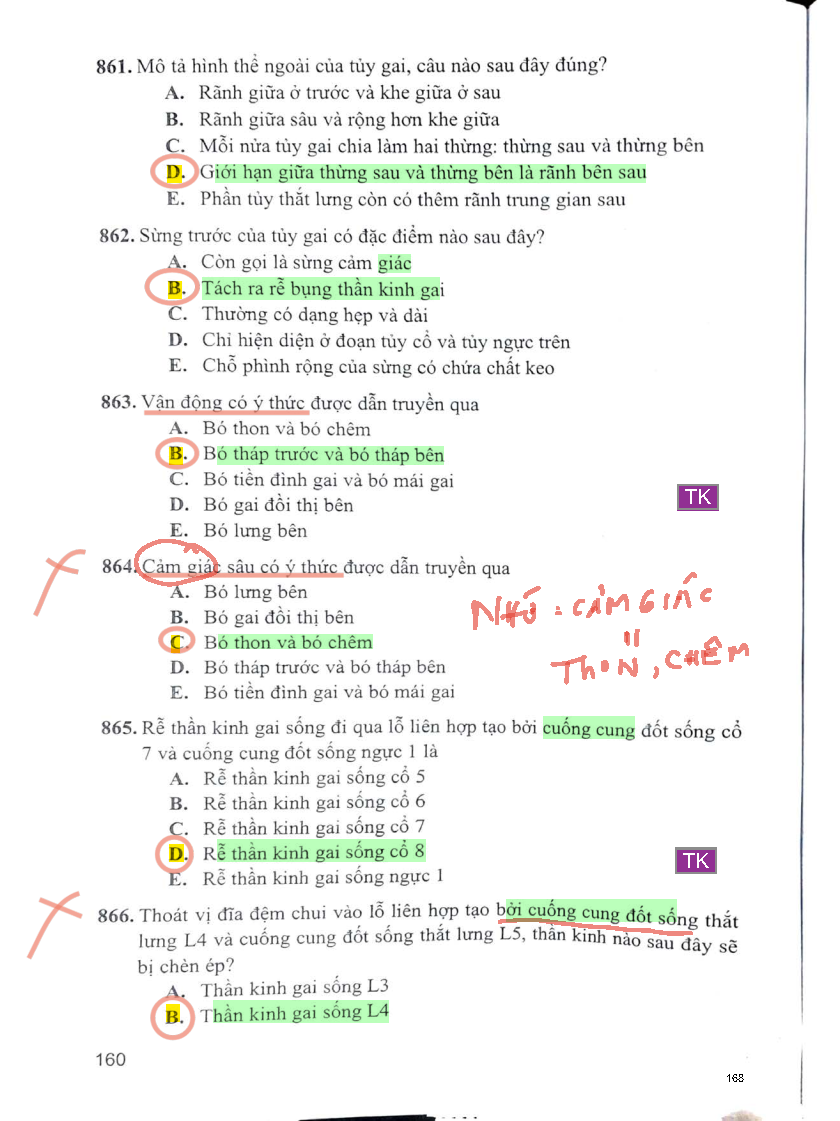 861. Mô tả hình thể ngoài của tủy gai, câu nào sau đây đúng?
A. Rãnh giữa ở trước và khe giữa ở sau
B. Rãnh giữa sâu và rộng hơn khe giữa
C. Mỗi nửa tủy gai chia làm hai thừng: thừng sau và thừng bên
D. Giới hạn giữa thừng sau và thừng bên là rãnh bên sau
E. Phần tủy thắt lưng còn có thêm rãnh trung gian sau
862. Sừng trước của tủy gai có đặc điểm nào sau đây?
A. Còn gọi là sừng cảm giác
B. Tách ra rễ bụng thần kinh gai
C. Thường có dạng hẹp và dài
D. Chỉ hiện diện ở đoạn tủy cổ và tủy ngực trên
E. Chỗ phình rộng của sừng có chứa chất keo
863. Vận động có ý thức được dẫn truyền qua
A. Bó thon và bó chêm
B. Bó tháp trước và bó tháp bên
C. Bó tiền đình gai và bó mái gai
D. Bó gai đồi thị bên
TK
E. Bó lưng bên
864. Cảm giác sâu có ý thức được dẫn truyền qua
A. Bó lưng bên
B. Bó gai đồi thị bên
C. Bó thon và bó chêm
D. Bó tháp trước và bó tháp bên
E. Bó tiền đình gai và bó mái gai
NHỚ : CẢM GIÁC
=
THON, CHÊM
865. Rễ thần kinh gai sống đi qua lỗ liên hợp tạo bởi cuống cung đốt sống cổ
7 và cuống cung đốt sống ngực 1 là
A. Rễ thần kinh gai sống cổ 5
B. Rễ thần kinh gai sống cổ 6
C. Rễ thần kinh gai sống cổ 7
D. Rễ thần kinh gai sống cổ 8
TK
E. Rễ thần kinh gai sống ngực 1
866. Thoát vị đĩa đệm chui vào lỗ liên hợp tạo bởi cuống cung đốt sống thắt
lưng L4 và cuống cung đốt sống thắt lưng L5, thần kinh nào sau đây sẽ
bị chèn ép?
A. Thần kinh gai sống L3
B. Thần kinh gai sống L4
160
168